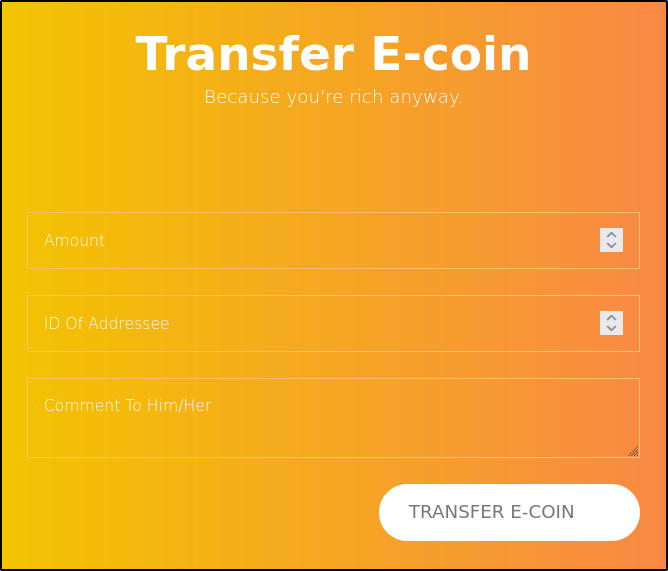 Transfer E-coin
Because you're rich anyway.
Amount
ID Of Addressee
Comment To Him/Her
TRANSFER E-COIN